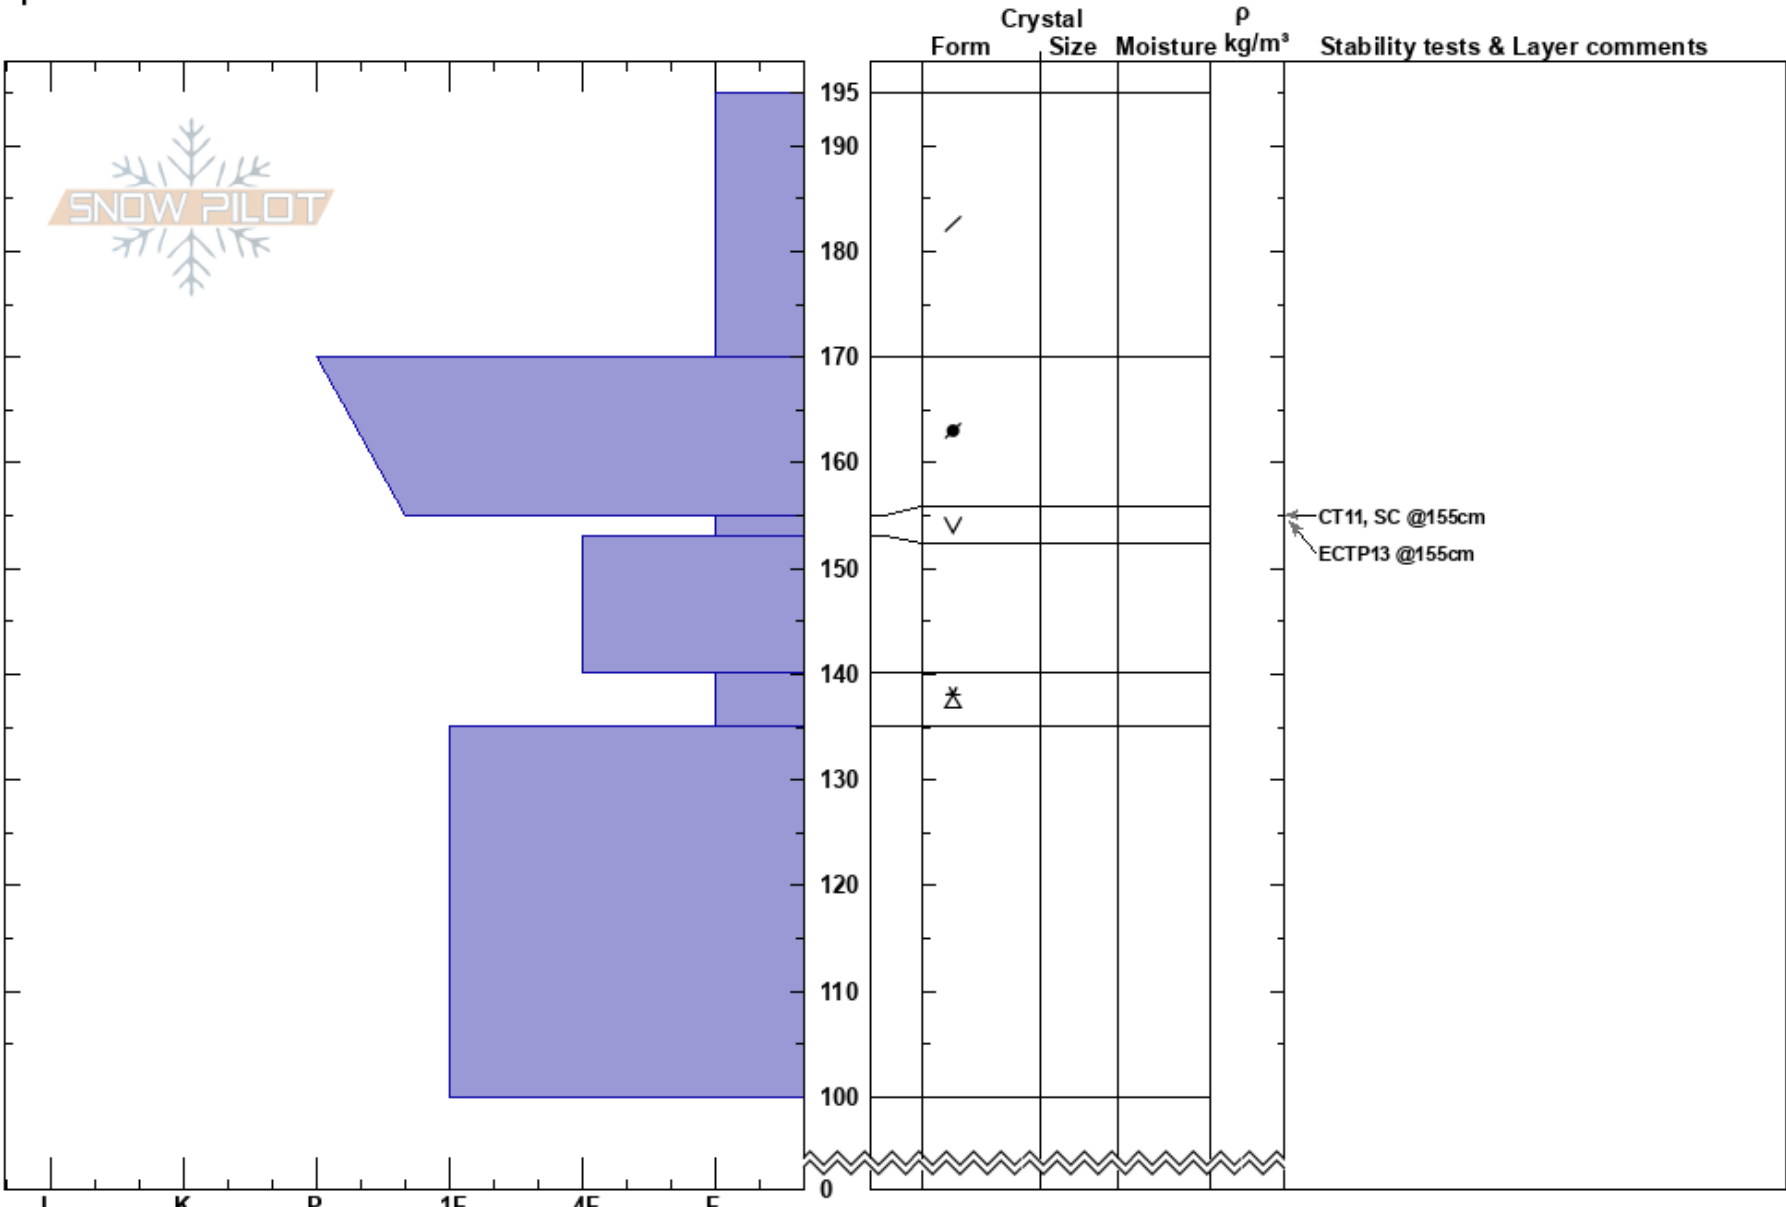 Crystal ρ
Form Size Moisture kg/m³ Stability tests & Layer comments
195
190
SNOW PILOT
180
170
160
CT11, SC @155cm
ECTP13 @155cm
150
140
130
120
110
100
0